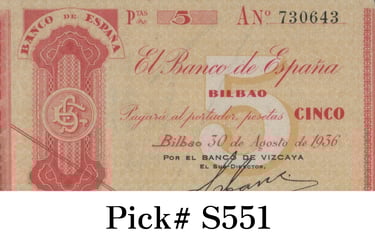 BANCO DE ESPAÑA
PTAS 5 A Nº 730643
El Banco de España
BILBAO
Pagará al portador, pesetas CINCO
5
Bilbao 30 de Agosto de 1936
POR EL BANCO DE VIZCAYA
EL SUB-DIRECTOR,
Pick# S551